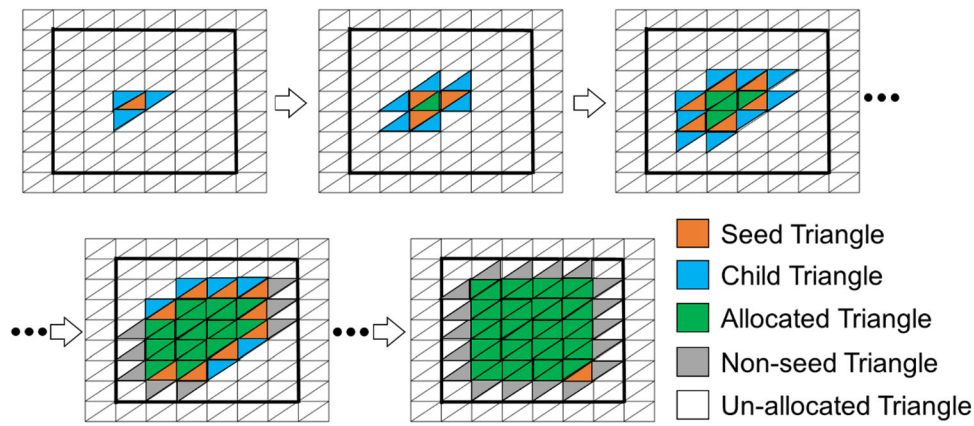 Seed Triangle
Child Triangle
Allocated Triangle
Non-seed Triangle
Un-allocated Triangle